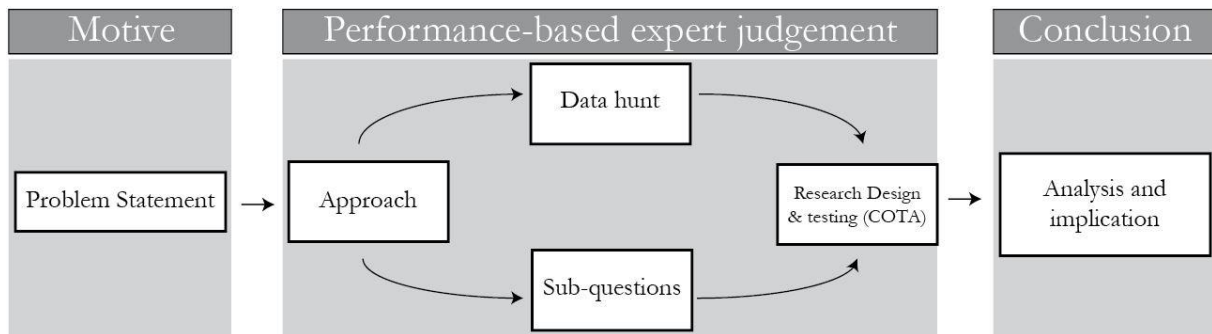 Motive
Performance-based expert judgement
Conclusion
Problem Statement
Approach
Data hunt
Sub-questions
Research Design
& testing (COTA)
Analysis and
implication